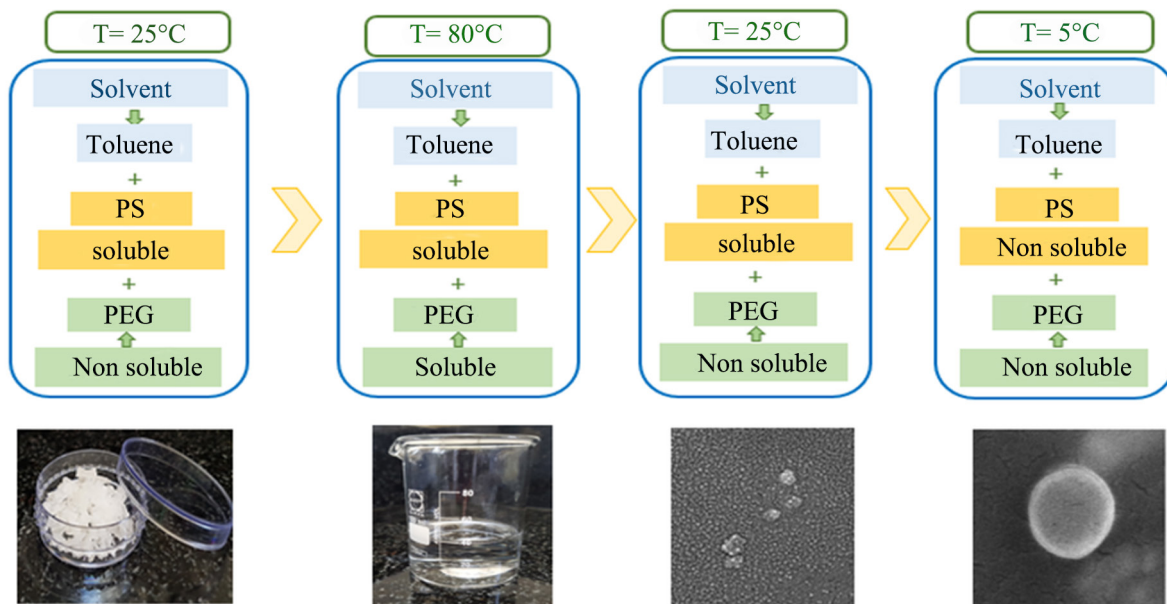 T= 25°C
Solvent
Toluene
+
PS
soluble
+
PEG
Non soluble
T= 80°C
Solvent
Toluene
+
PS
soluble
+
PEG
Soluble
80
T= 25°C
Solvent
Toluene
+
PS
soluble
+
PEG
Non soluble
T= 5°C
Solvent
Toluene
+
PS
Non soluble
+
PEG
Non soluble